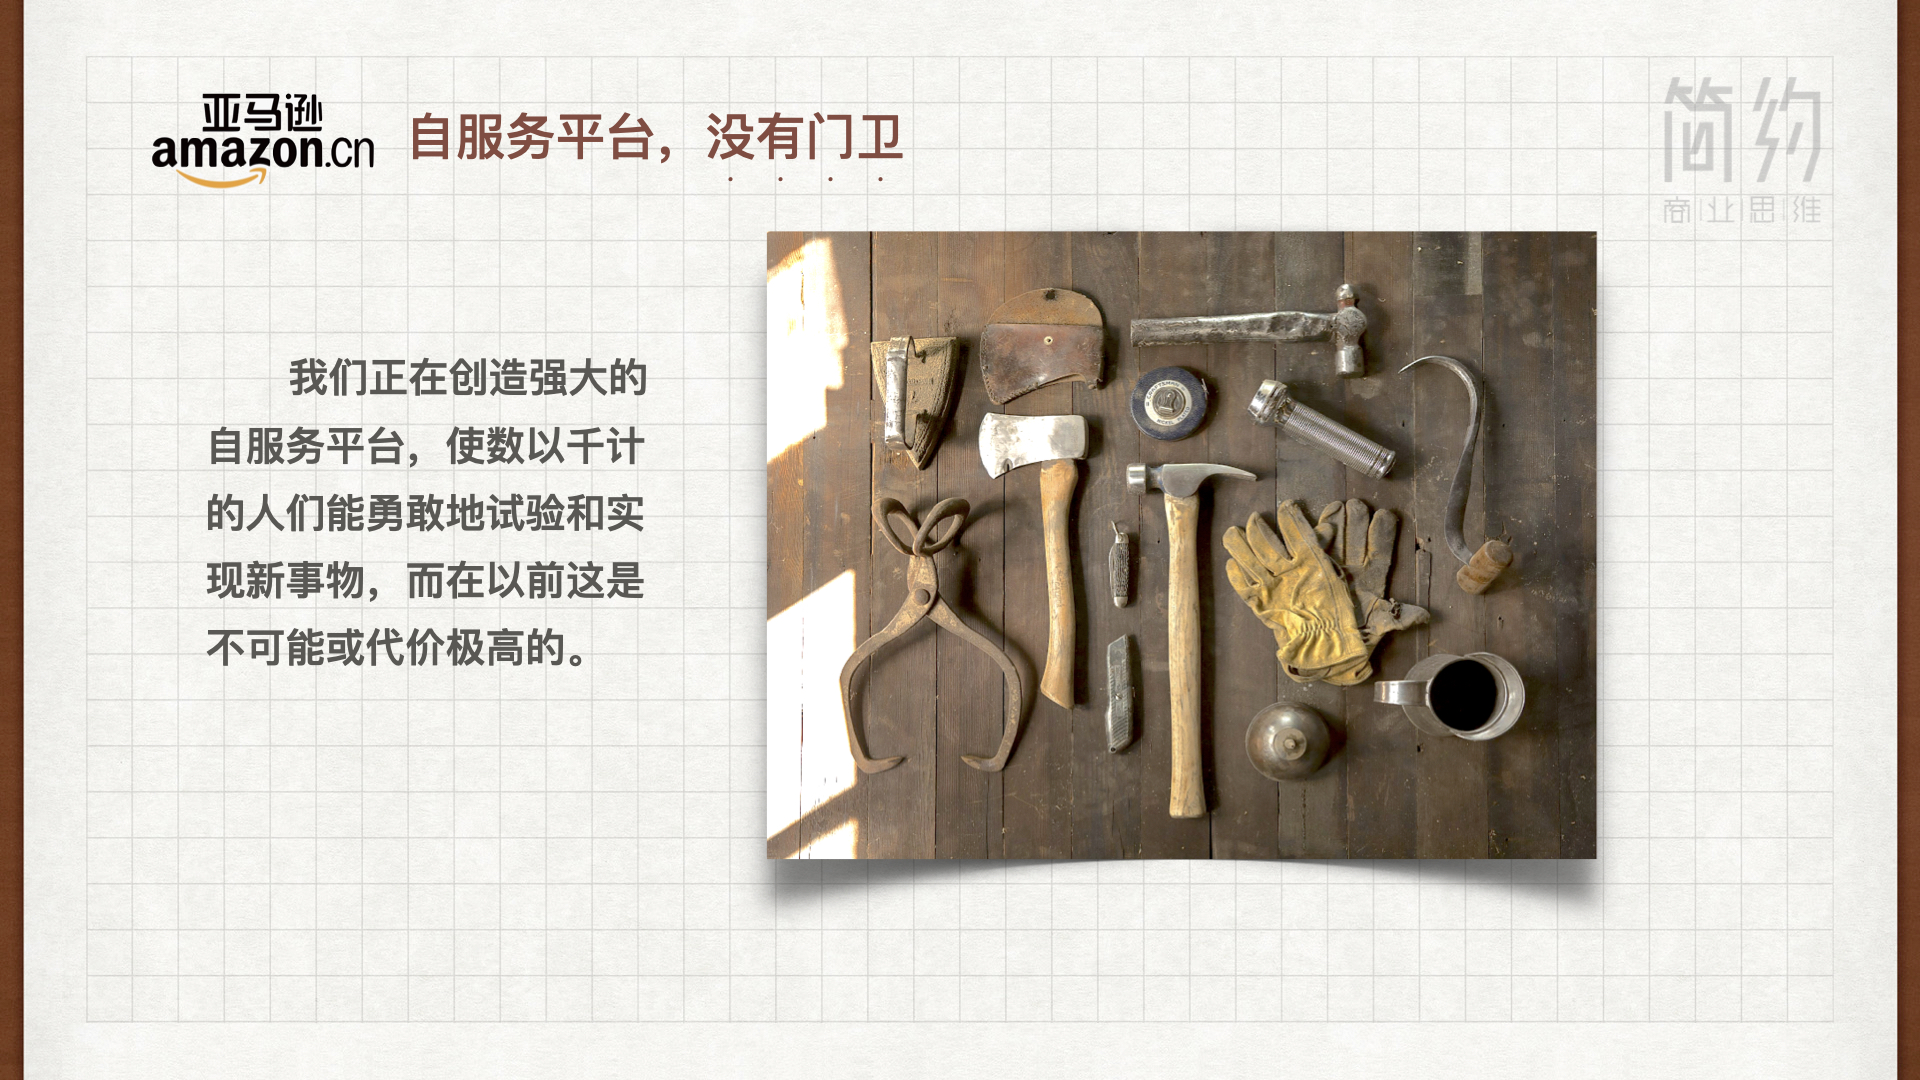 亚马逊
amazon.cn
自服务平台，没有门卫
简约
商|业|思|维
我们正在创造强大的
自服务平台，使数以千计
的人们能勇敢地试验和实
现新事物，而在以前这是
不可能或代价极高的。